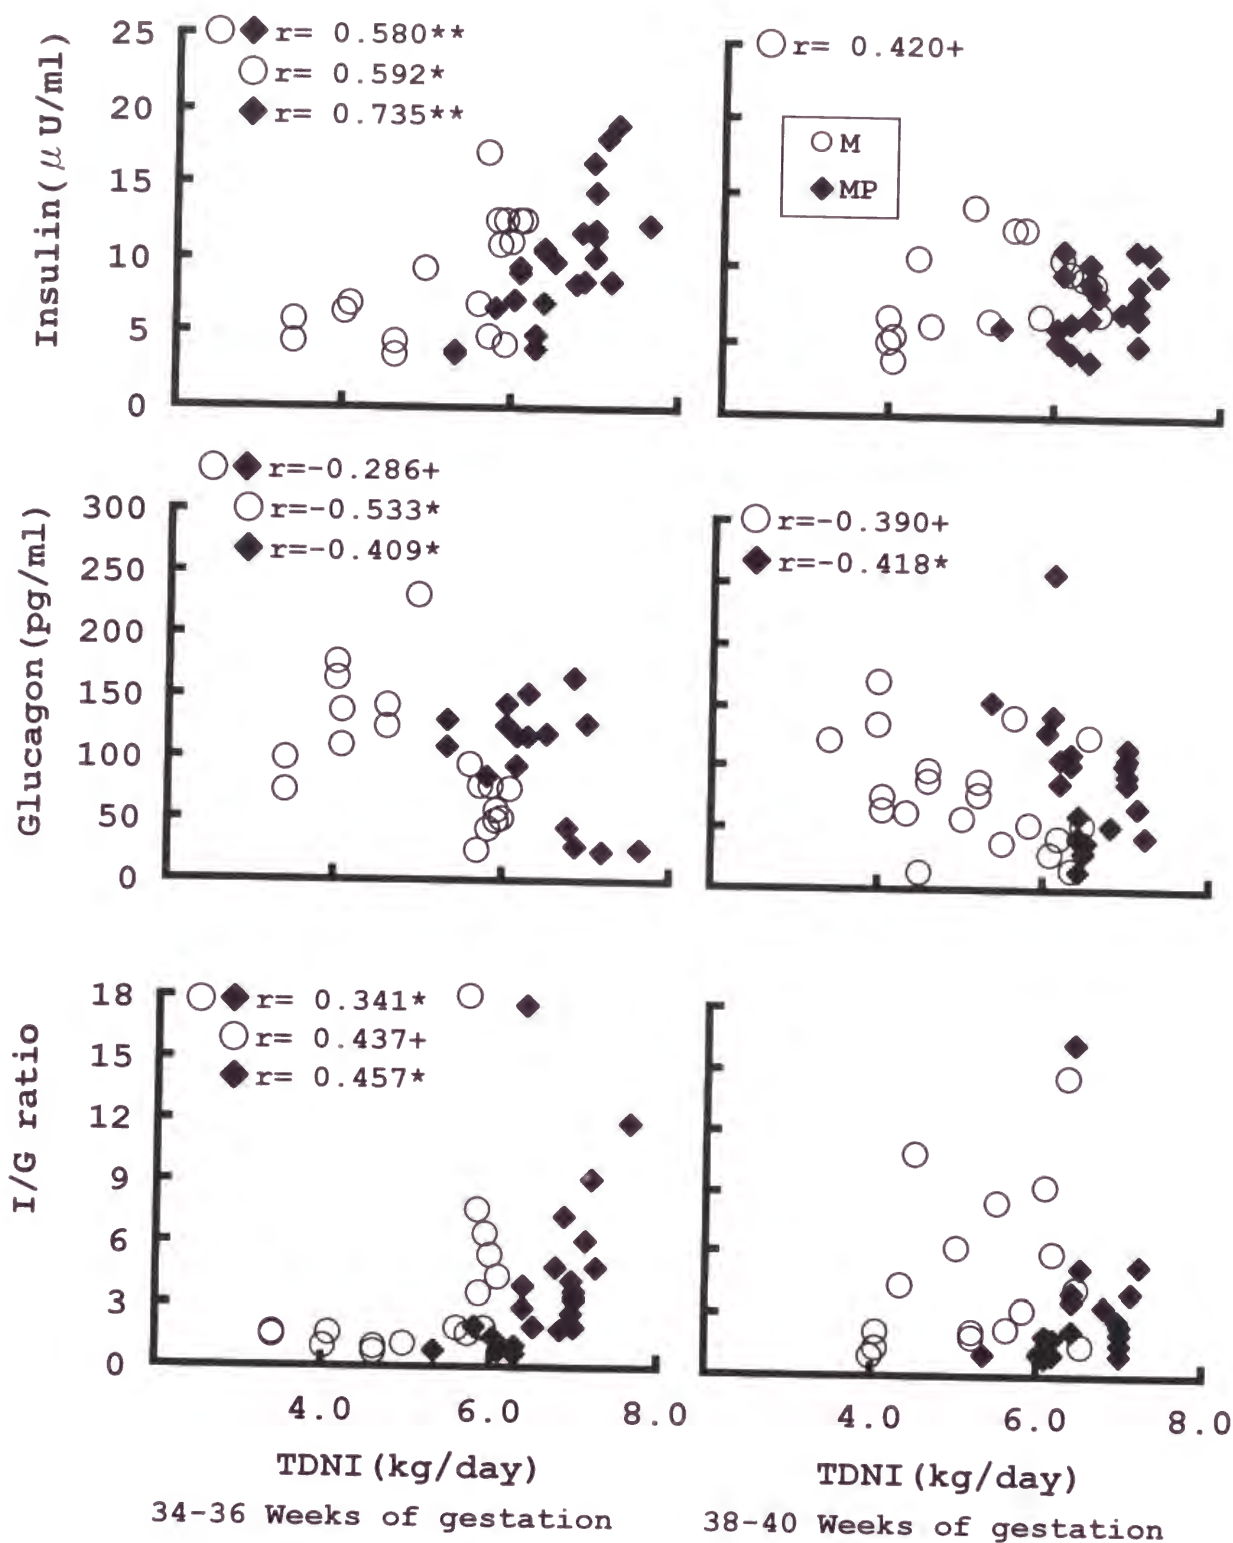 25
20
15
10
5
0
Insulin(μU/ml)
r= 0.580**
r= 0.592*
r= 0.735**
r= 0.420+
M
MP
300
250
200
150
100
50
0
Glucagon(pg/ml)
r=-0.286+
r=-0.533*
r=-0.409*
r=-0.390+
r=-0.418*
18
15
12
9
6
3
0
I/G ratio
r= 0.341*
r= 0.437+
r= 0.457*
4.0 6.0 8.0
TDNI(kg/day)
34-36 Weeks of gestation
4.0 6.0 8.0
TDNI(kg/day)
38-40 Weeks of gestation